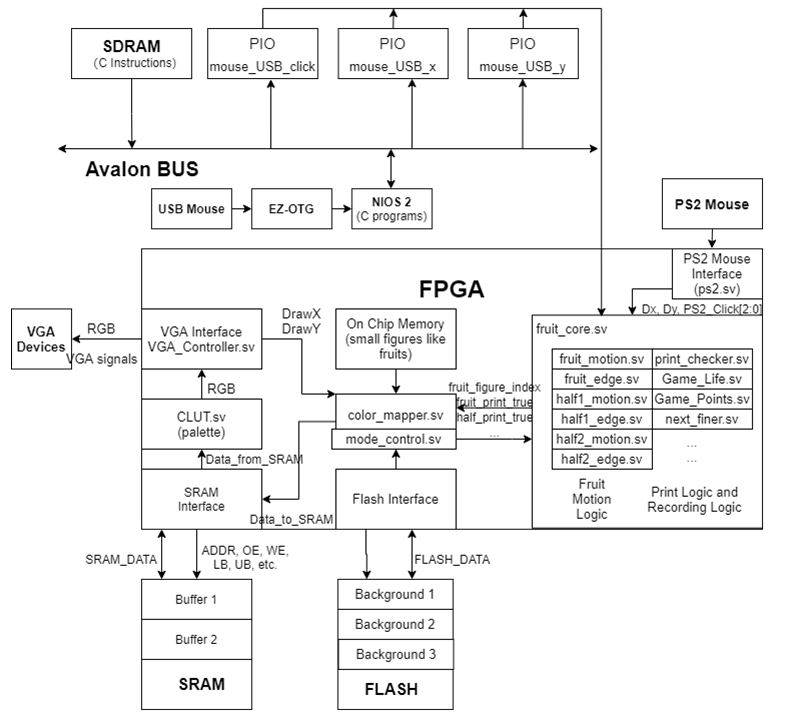 SDRAM
(C Instructions)
PIO
mouse_USB_click
PIO
mouse_USB_x
PIO
mouse_USB_y
Avalon BUS
USB Mouse
EZ-OTG
NIOS 2
(C programs)
PS2 Mouse
FPGA
PS2 Mouse
Interface
(ps2.sv)
Dx, Dy, PS2_Click[2:0]
VGA
Devices
RGB
VGA signals
VGA Interface
VGA_Controller.sv
DrawX
DrawY
On Chip Memory
(small figures like
fruits)
RGB
CLUT.sv
(palette)
Data_from_SRAM
SRAM
Interface
Data_to_SRAM
color_mapper.sv
mode_control.sv
Flash Interface
fruit_figure_index
fruit_print_true
half_print_true
...
fruit_core.sv
fruit_motion.sv
print_checker.sv
fruit_edge.sv
Game_Life.sv
half1_motion.sv
Game_Points.sv
half1_edge.sv
next_finer.sv
half2_motion.sv
...
half2_edge.sv
...
Fruit
Motion
Logic
Print Logic and
Recording Logic
SRAM_DATA
ADDR, OE, WE,
LB, UB, etc.
FLASH_DATA
Buffer 1
Buffer 2
SRAM
Background 1
Background 2
Background 3
FLASH